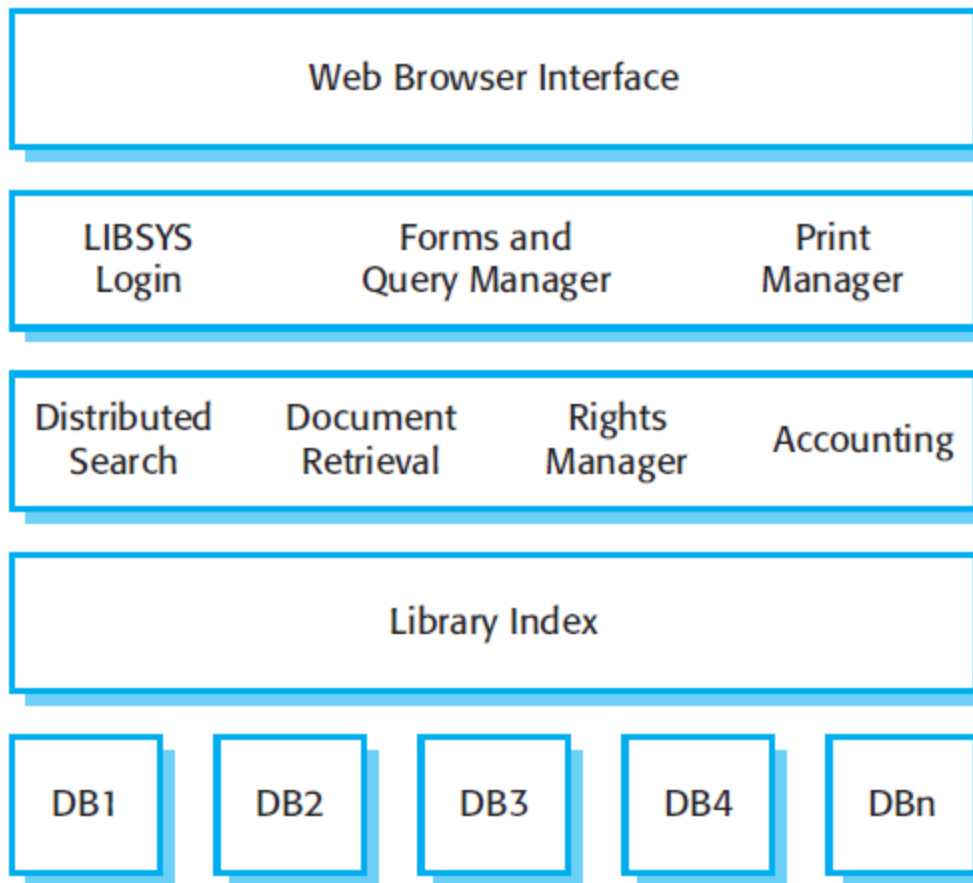 Web Browser Interface
LIBSYS
Login
Forms and
Query Manager
Print
Manager
Distributed
Search
Document
Retrieval
Rights
Manager
Accounting
Library Index
DB1
DB2
DB3
DB4
DBn